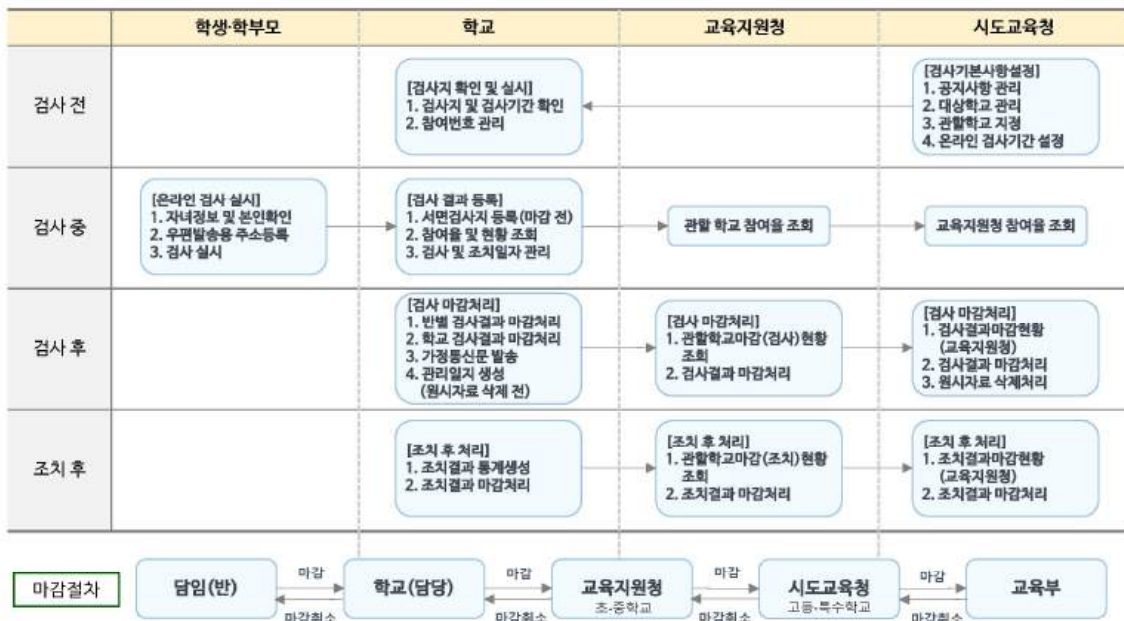 학생·학부모
학교
교육지원청
시도교육청
검사 전
[검사지 확인 및 실시]
1. 검사지 및 검사기간 확인
2. 참여번호 관리
[검사기본사항설정]
1. 공지사항 관리
2. 대상학교 관리
3. 관할학교 지정
4. 온라인 검사기간 설정
검사 중
[온라인 검사 실시]
1. 자녀정보 및 본인확인
2. 우편발송용 주소등록
3. 검사 실시
[검사 결과 등록]
1. 서면검사지 등록(마감 전)
2. 참여율 및 현황 조회
3. 검사 및 조치일자 관리
관할 학교 참여율 조회
교육지원청 참여율 조회
검사 후
[검사 마감처리]
1. 반별 검사결과 마감처리
2. 학교 검사결과 마감처리
3. 가정통신문 발송
4. 관리일지 생성
(원시자료 삭제 전)
[검사 마감처리]
1. 관할학교마감(검사)현황
조회
2. 검사결과 마감처리
[검사 마감처리]
1. 검사결과마감현황
(교육지원청)
2. 검사결과 마감처리
3. 원시자료 삭제처리
조치 후
[조치 후 처리]
1. 조치결과 통계생성
2. 조치결과 마감처리
[조치 후 처리]
1. 관할학교마감(조치)현황
조회
2. 조치결과 마감처리
[조치 후 처리]
1. 조치결과마감현황
(교육지원청)
2. 조치결과 마감처리
마감절차
담임(반)
마감
마감취소
학교(담당)
마감
마감취소
교육지원청
초·중학교
마감
마감취소
시도교육청
고등·특수학교
마감
마감취소
교육부